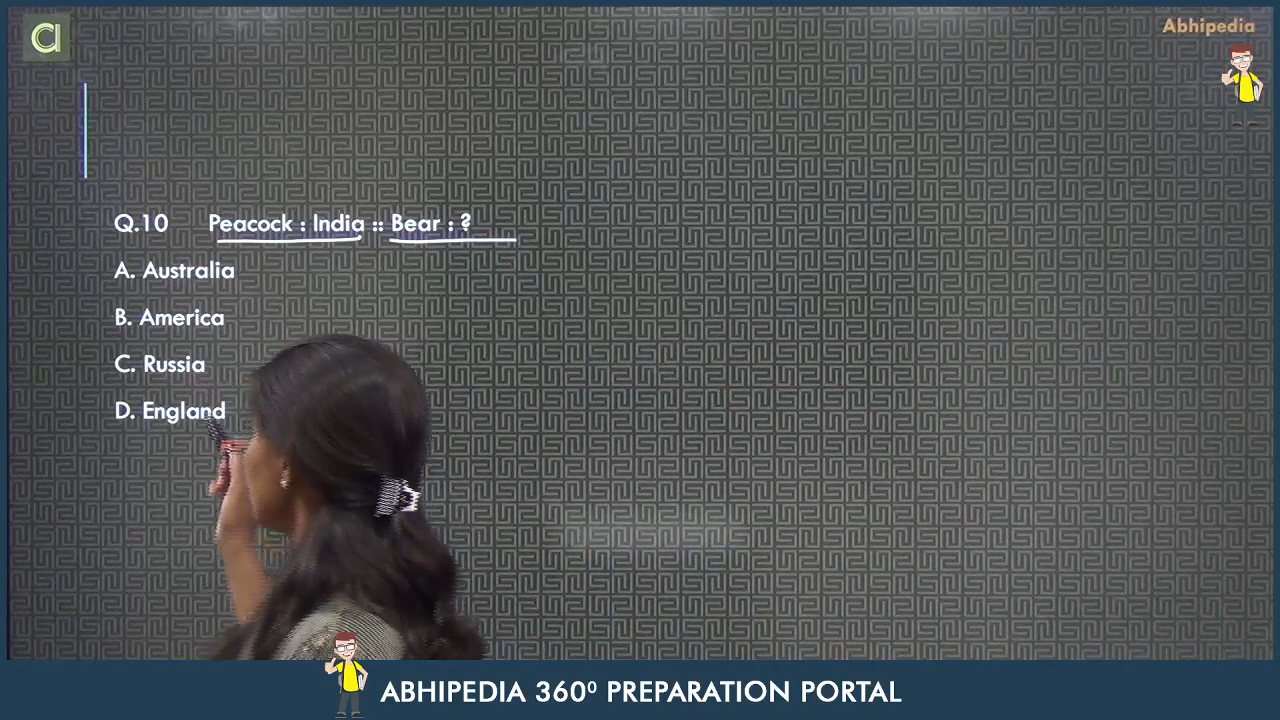 Abhipedia
Q.10 Peacock : India :: Bear : ?
A. Australia
B. America
C. Russia
D. England
ABHIPEDIA 360⁰ PREPARATION PORTAL